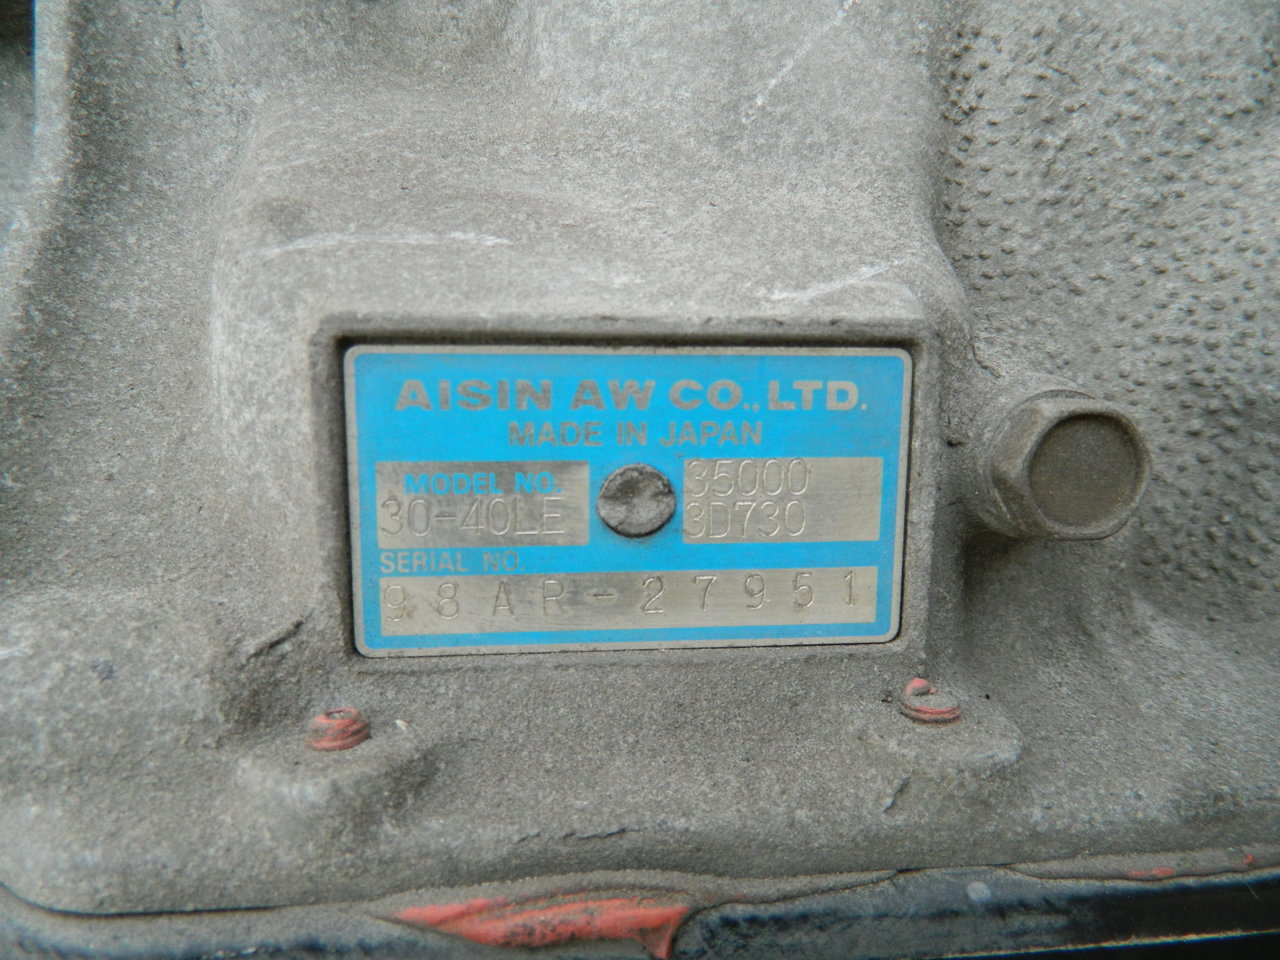 AISIN AW CO.,LTD.
MADE IN JAPAN
MODEL NO. 35000
30-40LE 3D730
SERIAL NO.
98AR-27951